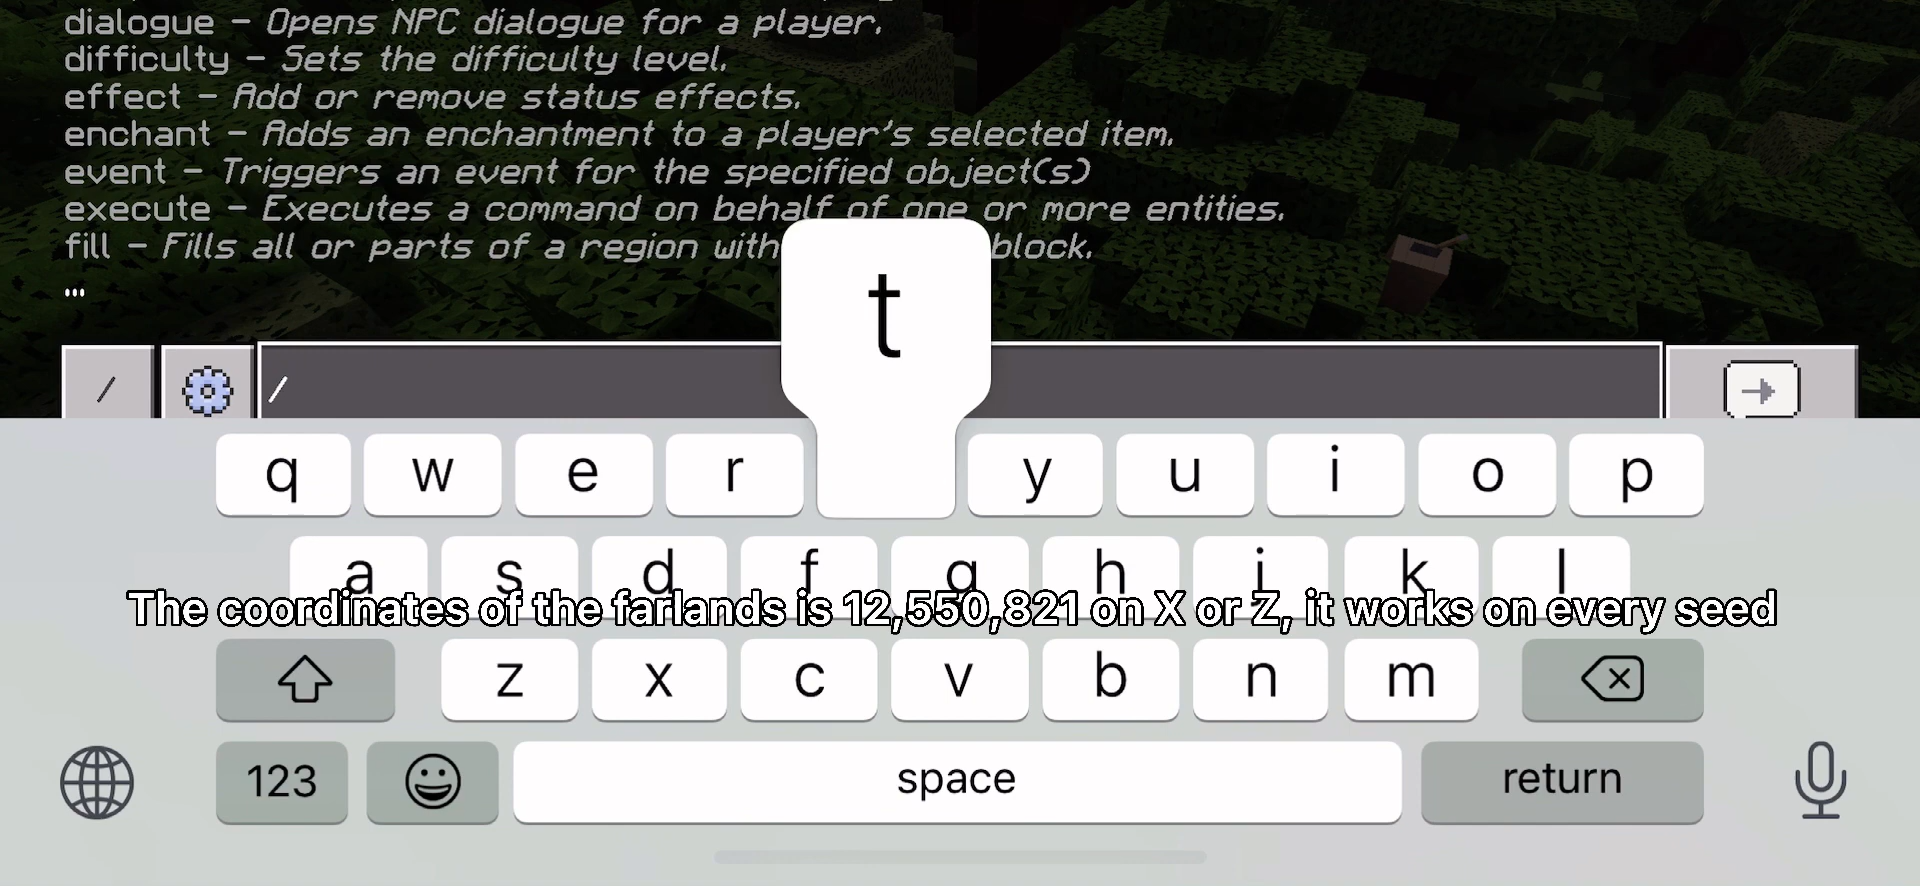 dialogue – Opens NPC dialogue for a player.
difficulty – Sets the difficulty level.
effect – Add or remove status effects.
enchant – Adds an enchantment to a player's selected item.
event – Triggers an event for the specified object(s)
execute – Executes a command on behalf of one or more entities.
fill – Fills all or parts of a region with block.
...
/ /
t
q w e r y u i o p
a s d f g h j k l
The coordinates of the farlands is 12,550,821 on X or Z, it works on every seed
z x c v b n m
123 space return